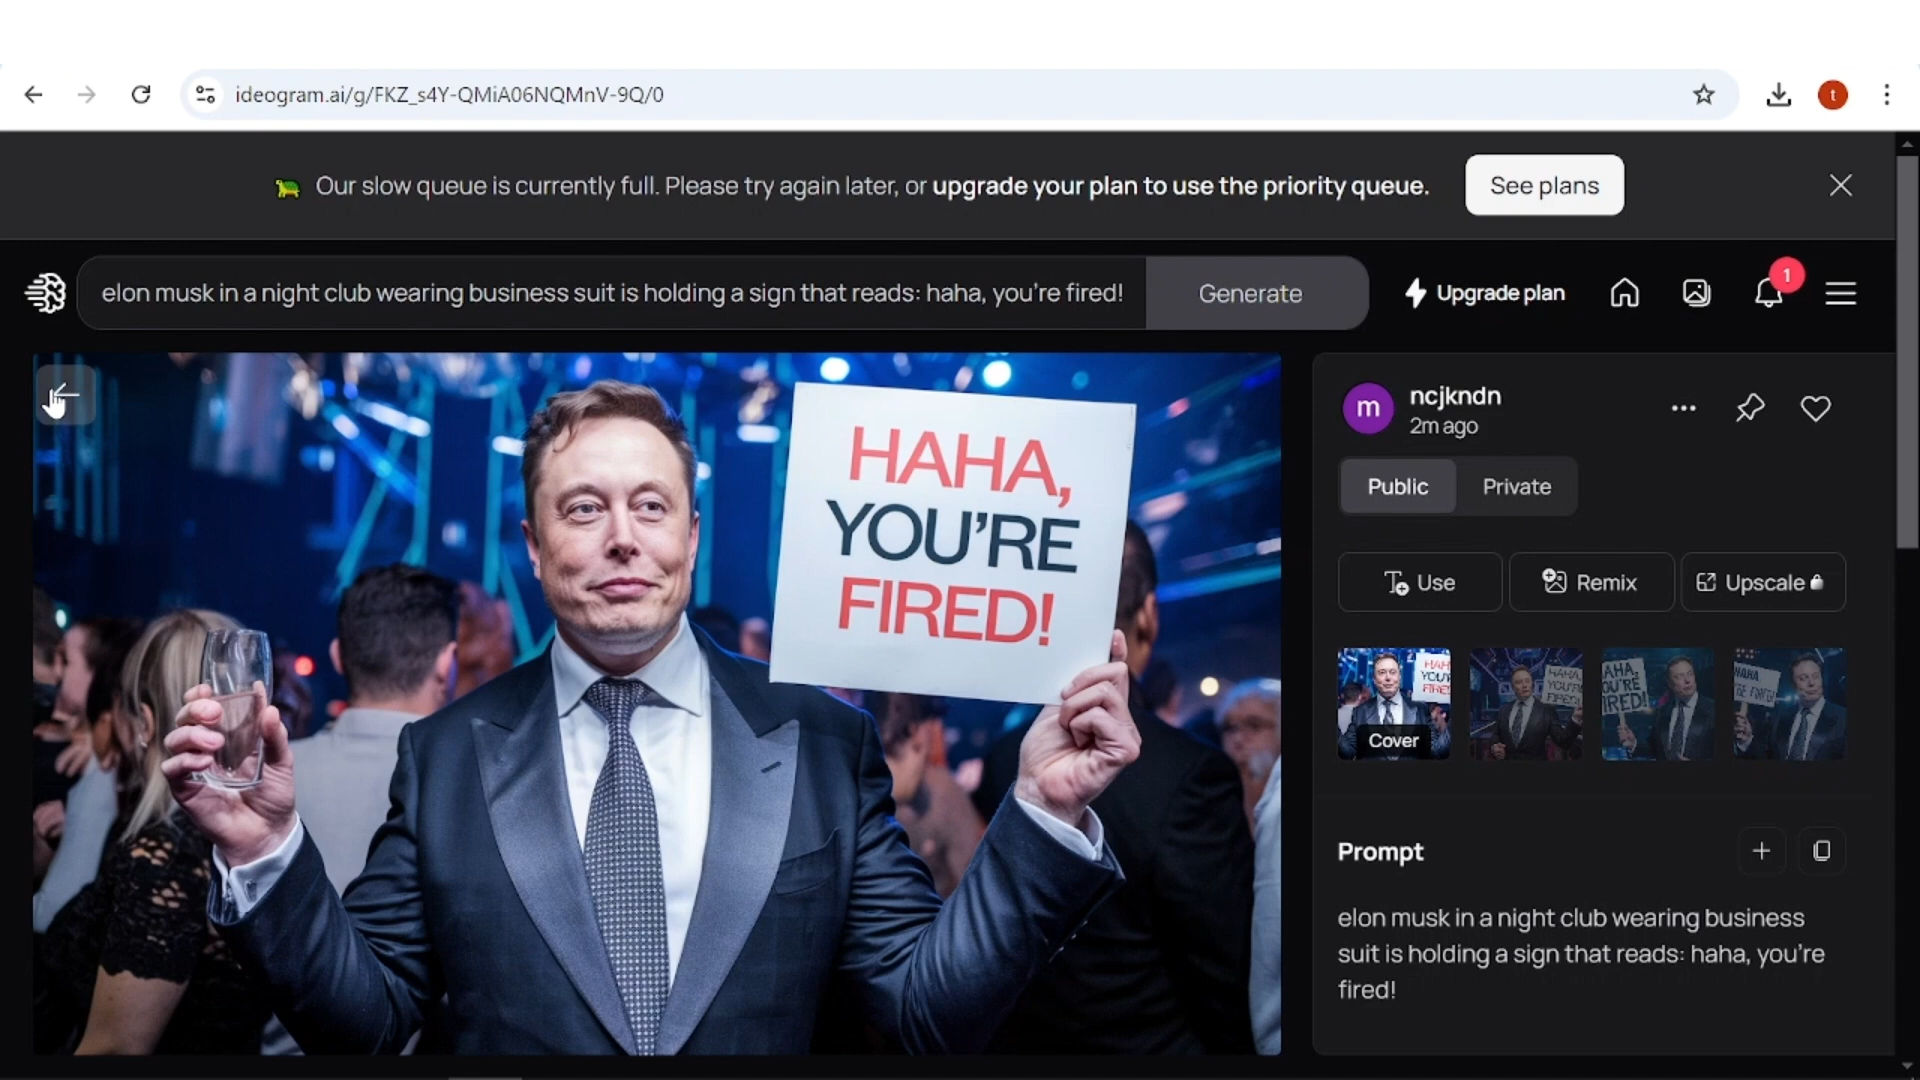 ideogram.ai/g/FKZ_s4Y-QMiA06NQMnV-9Q/0
t
Our slow queue is currently full. Please try again later, or upgrade your plan to use the priority queue.
See plans
elon musk in a night club wearing business suit is holding a sign that reads: haha, you're fired!
Generate
Upgrade plan
1
HAHA,
YOU'RE
FIRED!
m
ncjkndn
2m ago
Public
Private
Use
Remix
Upscale
Cover
Prompt
elon musk in a night club wearing business
suit is holding a sign that reads: haha, you're
fired!